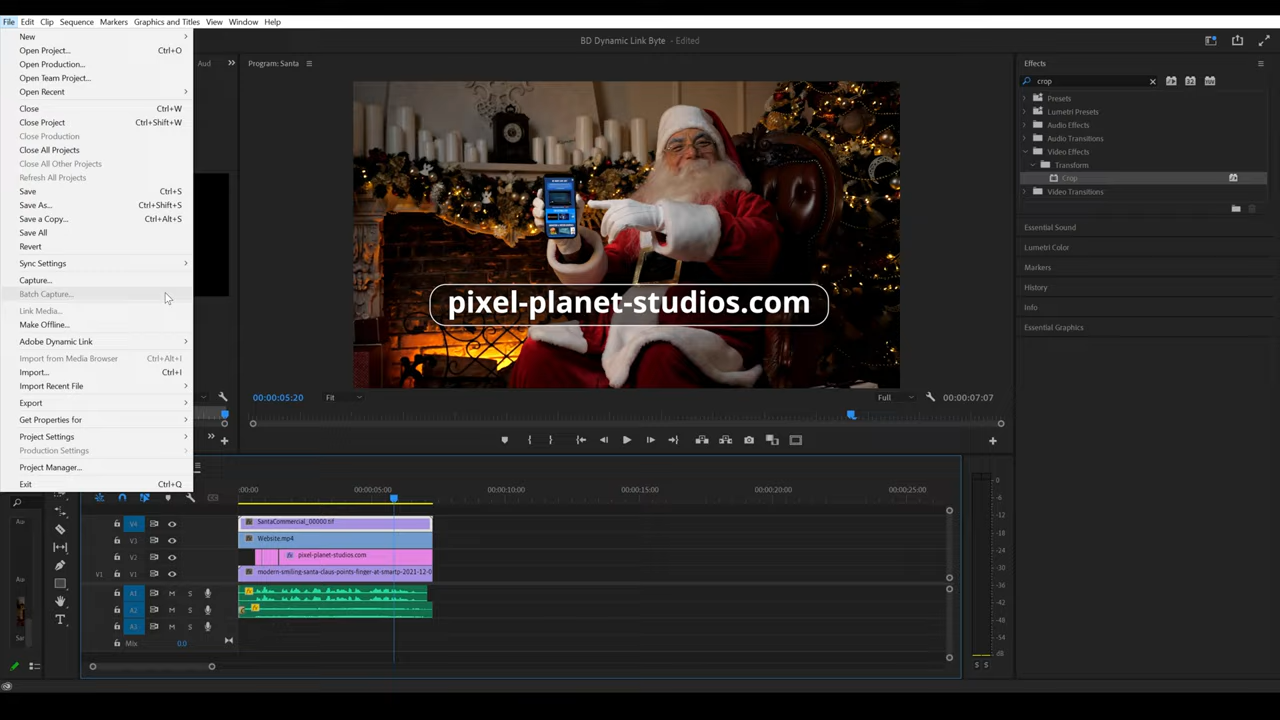 File Edit Clip Sequence Markers Graphics and Titles View Window Help
BD Dynamic Link Byte - Edited
New
Open Project... Ctrl+O
Open Production...
Open Team Project...
Open Recent
Close Ctrl+W
Close Project Ctrl+Shift+W
Close Production
Close All Projects
Close All Other Projects
Refresh All Projects
Save Ctrl+S
Save As... Ctrl+Shift+S
Save a Copy... Ctrl+Alt+S
Save All
Revert
Sync Settings
Capture...
Batch Capture...
Link Media...
Make Offline...
Adobe Dynamic Link
Import from Media Browser Ctrl+Alt+I
Import... Ctrl+I
Import Recent File
Export
Get Properties for
Project Settings
Production Settings
Project Manager...
Exit Ctrl+Q
Aud
Program: Santa
pixel-planet-studios.com
00:00:05:20 Fit Full 00:00:07:07
Effects
crop
Presets
Lumetri Presets
Audio Effects
Audio Transitions
Video Effects
Transform
Crop
Video Transitions
Essential Sound
Lumetri Color
Markers
History
Info
Essential Graphics
:00:00 00:00:05:00 00:00:10:00 00:00:15:00 00:00:20:00 00:00:25:00
V4 SantaCommercial_00000.tif
V3 Website.mp4
V2 pixel-planet-studios.com
V1 V1 modern-smiling-santa-claus-points-finger-at-smartp-2021-12-0
A1 M S
A2 M S
A3 M S
Mix 0.0
0
-6
-12
-18
-24
-30
-36
-42
-48
-54
dB
S S